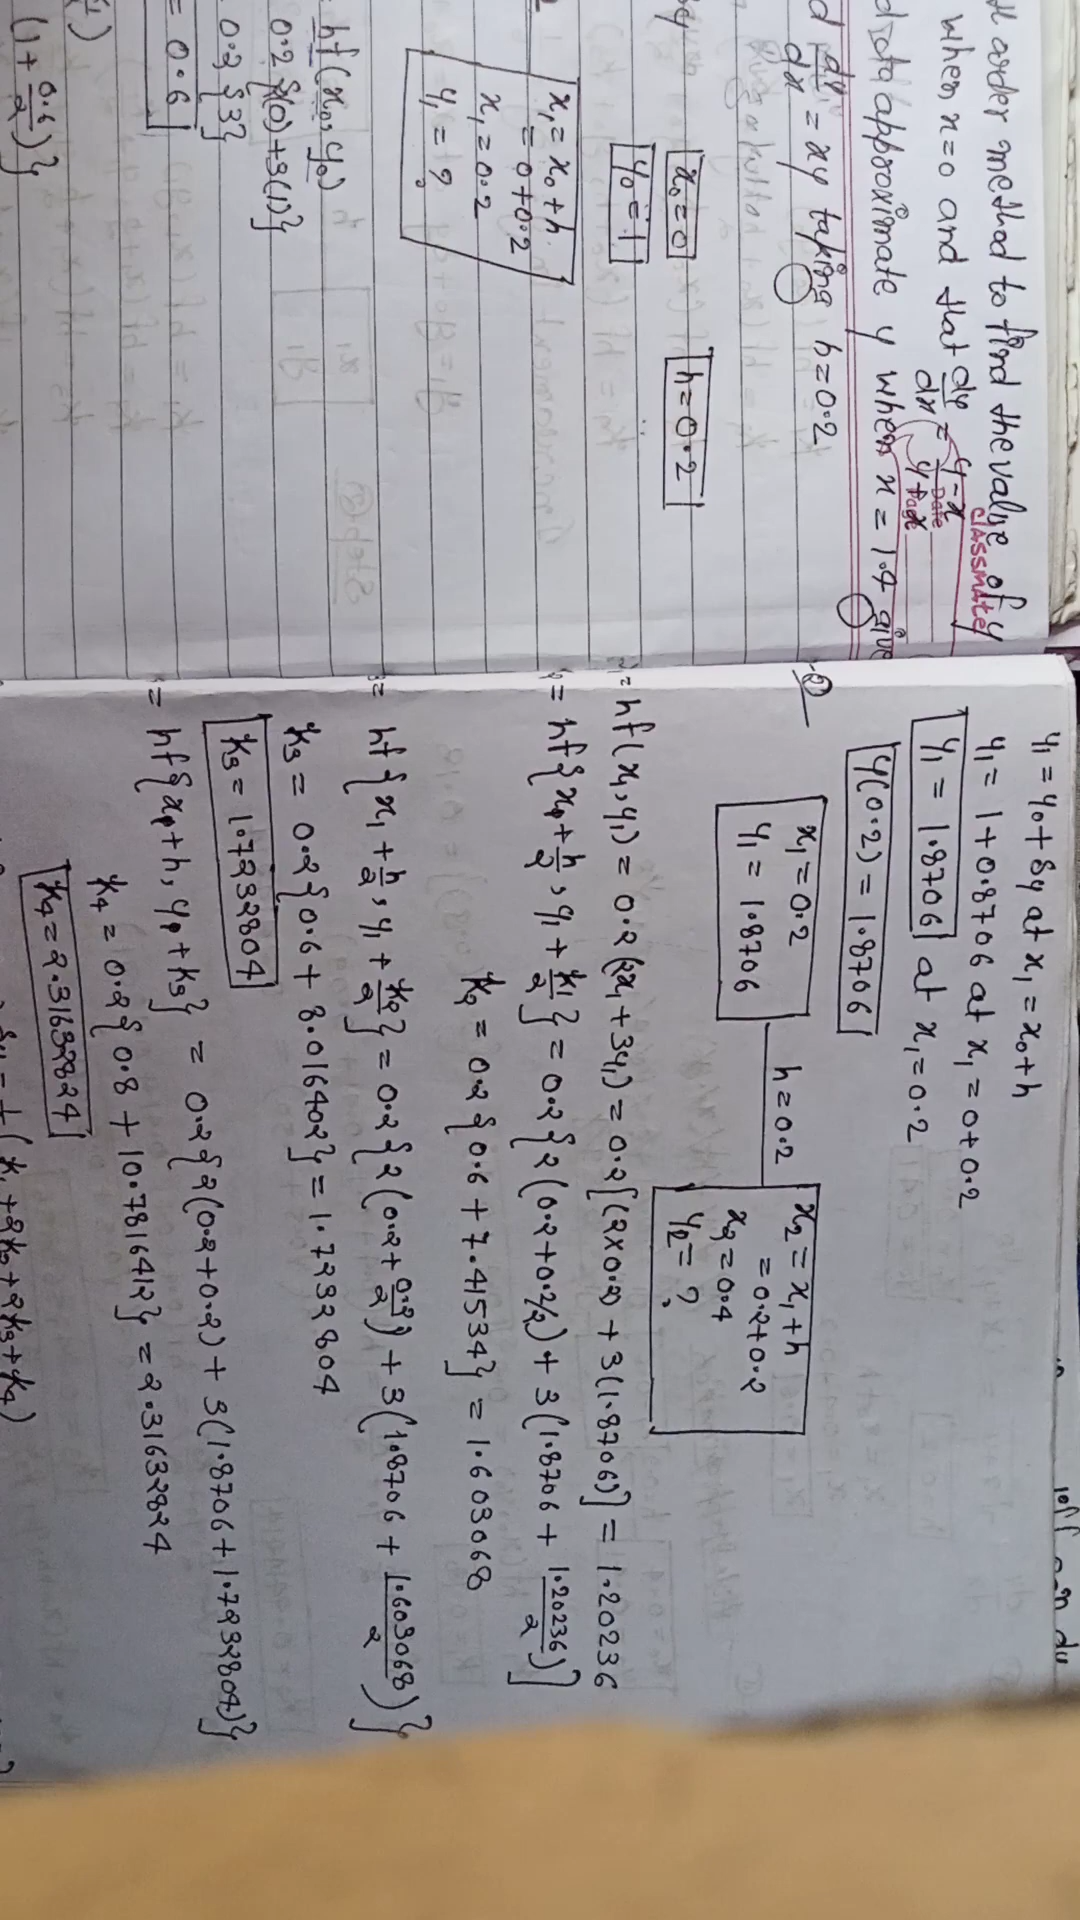 order method to find the value of y
when x=0 and that dy/dx = y-x/y+x
CLASSMATE
Date
Page
data approximate y when x = 1.4 give
dy/dx = xy taking h=0.2
x₀=0 h=0.2
y₀=1
x₁=x₀+h
=0+0.2
x₁=0.2
y₁=?
hf(x₀,y₀)
0.2{2(0)+3(1)}
0.2{3}
= 0.6
(1+0.6/2)}
y₁=y₀+δy at x₁=x₀+h
y₁=1+0.8706 at x₁=0+0.2
y₁=1.8706 at x₁=0.2
y(0.2)=1.8706
x₁=0.2 h=0.2 x₂=x₁+h
y₁=1.8706 =0.2+0.2
x₂=0.4
y₂=?
=hf(x₁,y₁)=0.2(2x₁+3y₁)=0.2[(2×0.2)+3(1.8706)]=1.20236
=hf{x₁+h/2,y₁+k₁/2}=0.2{2(0.2+0.2/2)+3(1.8706+1.20236/2)]
k₂=0.2{0.6+7.41534}=1.603068
=hf{x₁+h/2,y₁+k₂/2}=0.2{2(0.2+0.2/2)+3(1.8706+1.603068/2)}
k₃=0.2{0.6+8.016402}=1.7232804
k₃=1.7232804
=hf{x₁+h,y₁+k₃}=0.2{2(0.2+0.2)+3(1.8706+1.7232804)}
k₄=0.2{0.8+10.7816412}=2.31632824
k₄=2.31632824
(k₁+2k₂+2k₃+k₄)